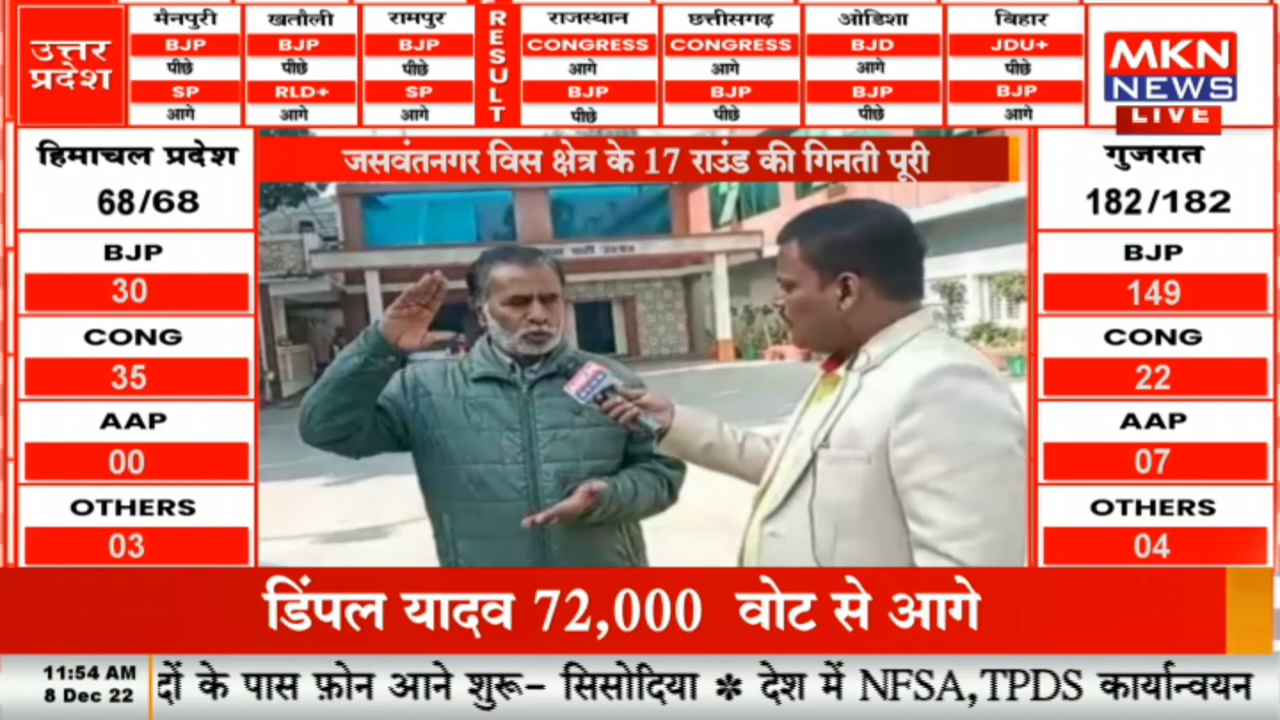 उत्तर प्रदेश
मैनपुरी
BJP
पीछे
SP
आगे
खतौली
BJP
पीछे
RLD+
आगे
रामपुर
BJP
पीछे
SP
आगे
RESULT
राजस्थान
CONGRESS
आगे
BJP
पीछे
छत्तीसगढ़
CONGRESS
आगे
BJP
पीछे
ओडिशा
BJD
आगे
BJP
पीछे
बिहार
JDU+
पीछे
BJP
आगे
MKN
NEWS
LIVE
हिमाचल प्रदेश
68/68
BJP
30
CONG
35
AAP
00
OTHERS
03
जसवंतनगर विस क्षेत्र के 17 राउंड की गिनती पूरी
MKN
गुजरात
182/182
BJP
149
CONG
22
AAP
07
OTHERS
04
डिंपल यादव 72,000 वोट से आगे
11:54 AM
8 Dec 22
दों के पास फ़ोन आने शुरू- सिसोदिया * देश में NFSA,TPDS कार्यान्वयन